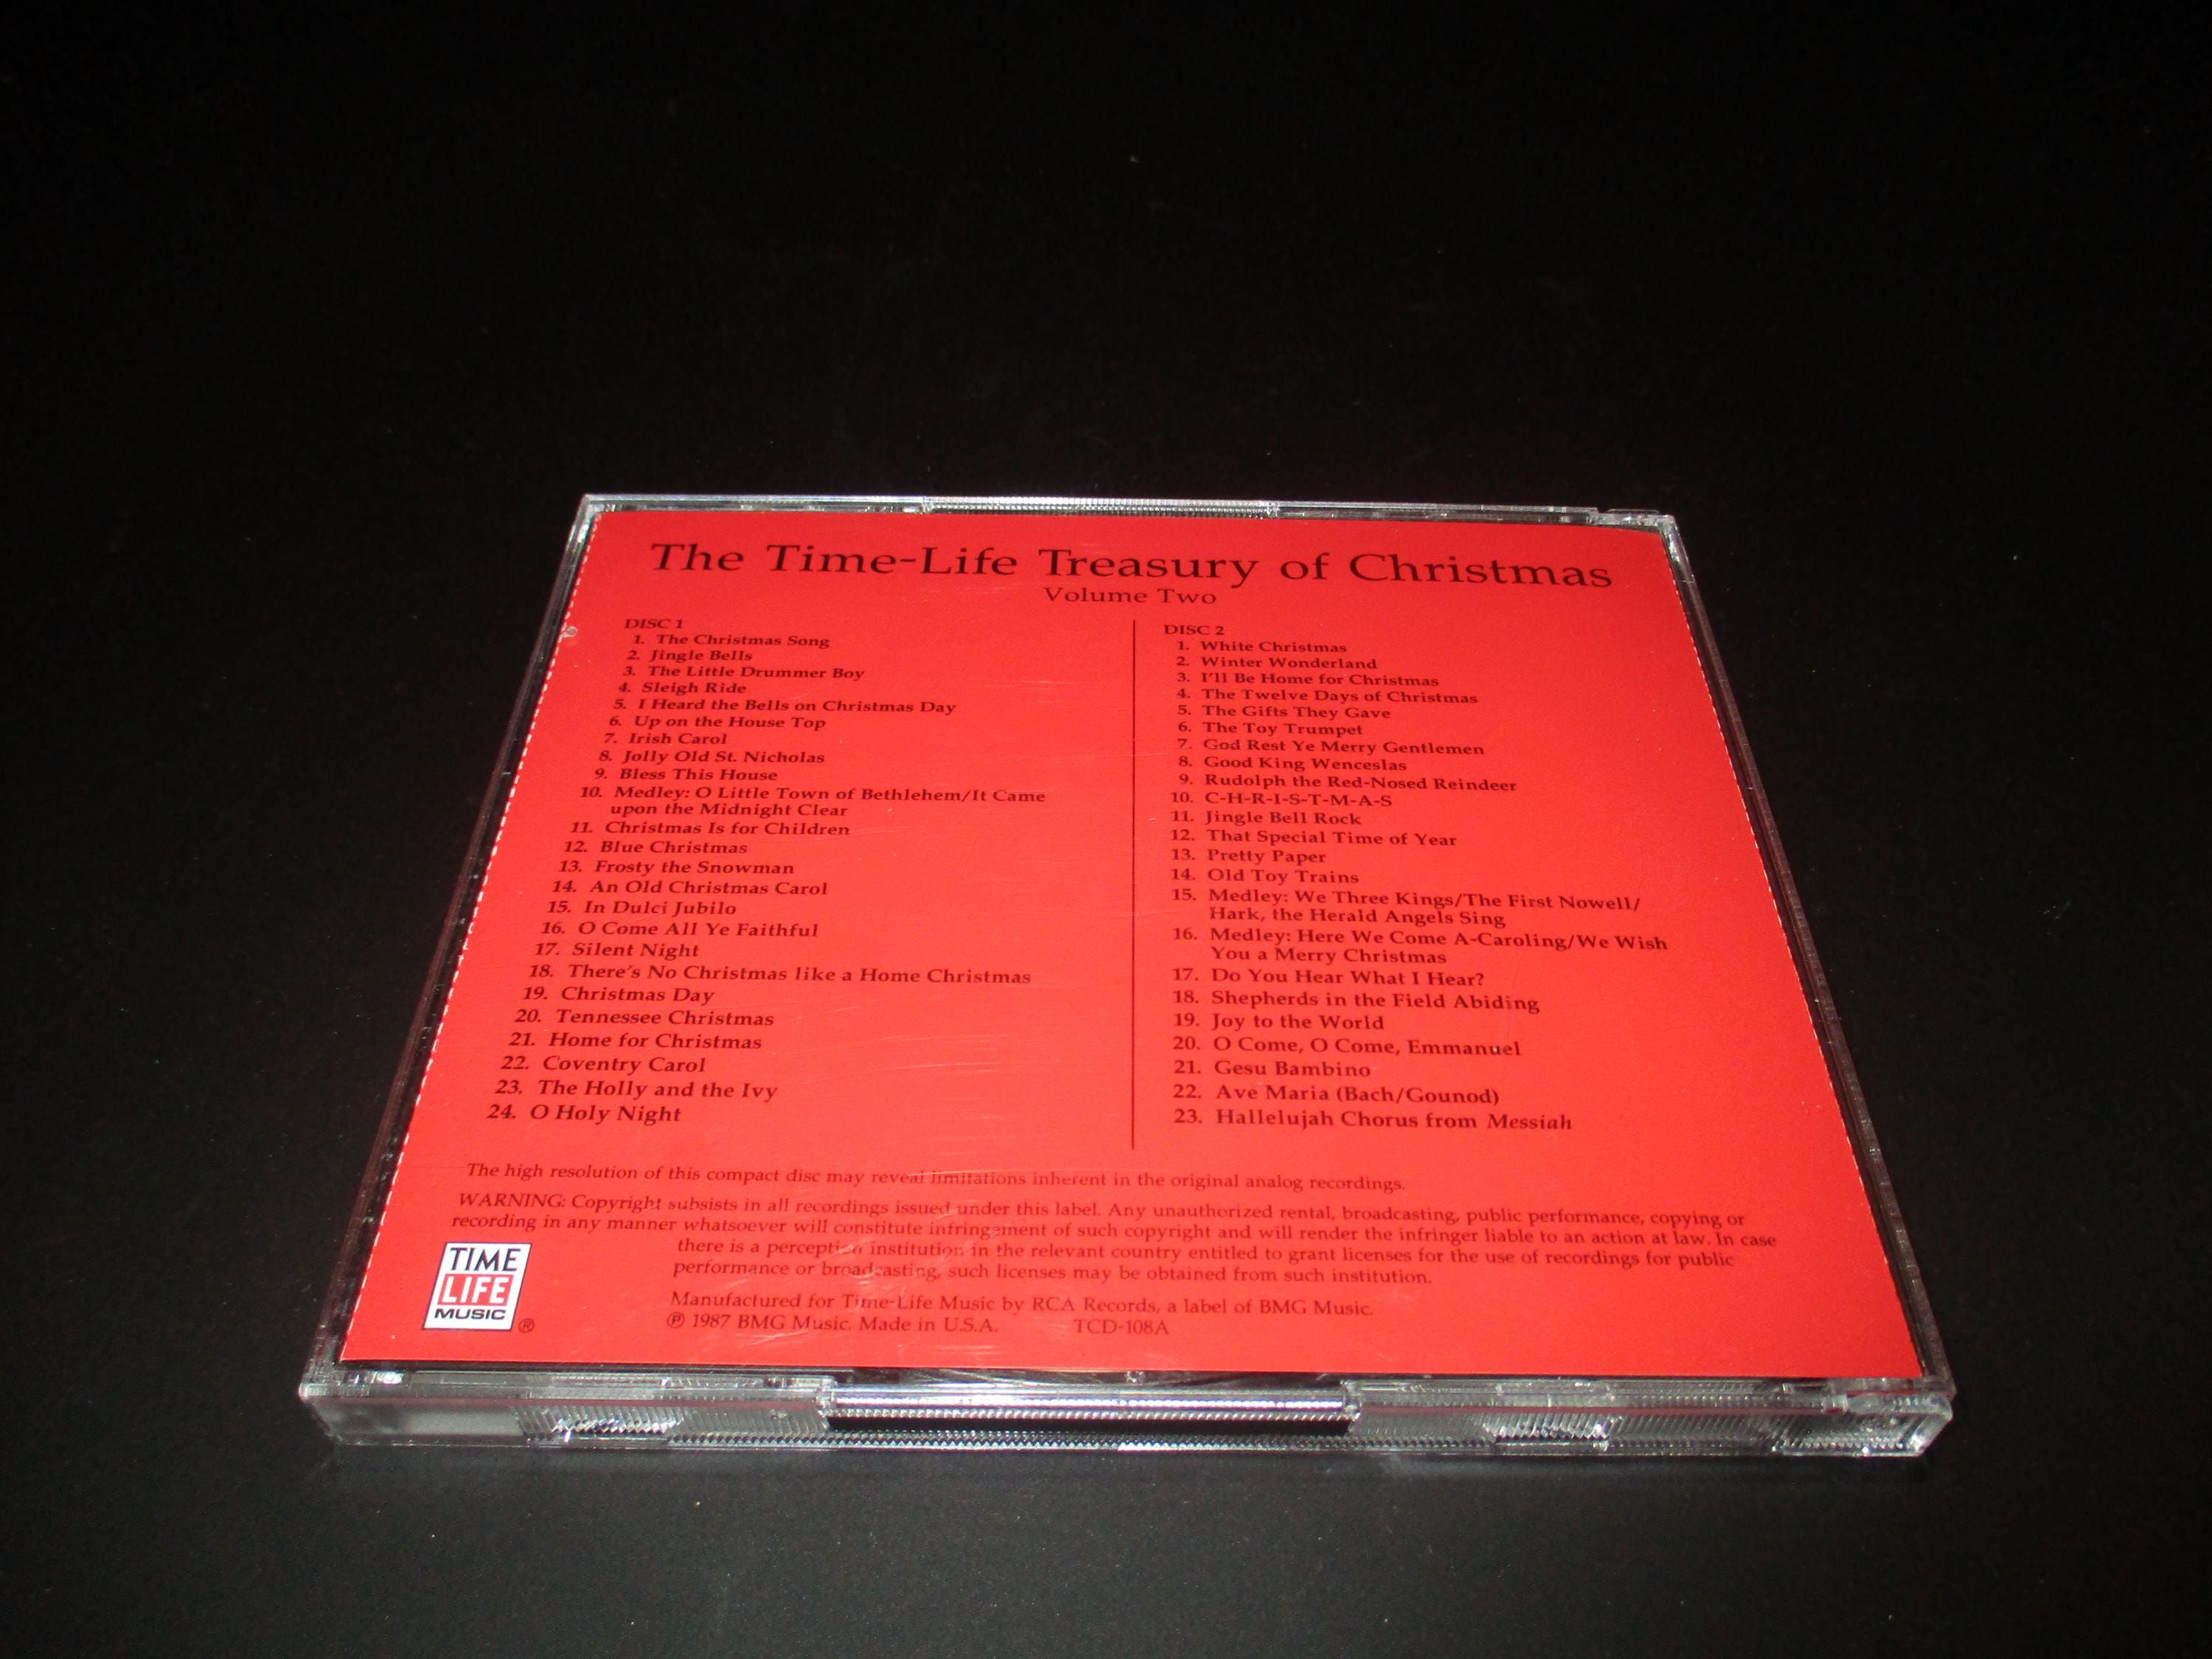 The Time-Life Treasury of Christmas
Volume Two
DISC 1
1. The Christmas Song
2. Jingle Bells
3. The Little Drummer Boy
4. Sleigh Ride
5. I Heard the Bells on Christmas Day
6. Up on the House Top
7. Irish Carol
8. Jolly Old St. Nicholas
9. Bless This House
10. Medley: O Little Town of Bethlehem/It Came
upon the Midnight Clear
11. Christmas Is for Children
12. Blue Christmas
13. Frosty the Snowman
14. An Old Christmas Carol
15. In Dulci Jubilo
16. O Come All Ye Faithful
17. Silent Night
18. There's No Christmas like a Home Christmas
19. Christmas Day
20. Tennessee Christmas
21. Home for Christmas
22. Coventry Carol
23. The Holly and the Ivy
24. O Holy Night
DISC 2
1. White Christmas
2. Winter Wonderland
3. I'll Be Home for Christmas
4. The Twelve Days of Christmas
5. The Gifts They Gave
6. The Toy Trumpet
7. God Rest Ye Merry Gentlemen
8. Good King Wenceslas
9. Rudolph the Red-Nosed Reindeer
10. C-H-R-I-S-T-M-A-S
11. Jingle Bell Rock
12. That Special Time of Year
13. Pretty Paper
14. Old Toy Trains
15. Medley: We Three Kings/The First Nowell/
Hark, the Herald Angels Sing
16. Medley: Here We Come A-Caroling/We Wish
You a Merry Christmas
17. Do You Hear What I Hear?
18. Shepherds in the Field Abiding
19. Joy to the World
20. O Come, O Come, Emmanuel
21. Gesu Bambino
22. Ave Maria (Bach/Gounod)
23. Hallelujah Chorus from Messiah
The high resolution of this compact disc may reveal limitations inherent in the original analog recordings.
WARNING: Copyright subsists in all recordings issued under this label. Any unauthorized rental, broadcasting, public performance, copying or
recording in any manner whatsoever will constitute infringement of such copyright and will render the infringer liable to an action at law. In case
there is a perception institution in the relevant country entitled to grant licenses for the use of recordings for public
performance or broadcasting, such licenses may be obtained from such institution.
Manufactured for Time-Life Music by RCA Records, a label of BMG Music.
℗ 1987 BMG Music. Made in U.S.A. TCD-108A
TIME
LIFE
MUSIC
®